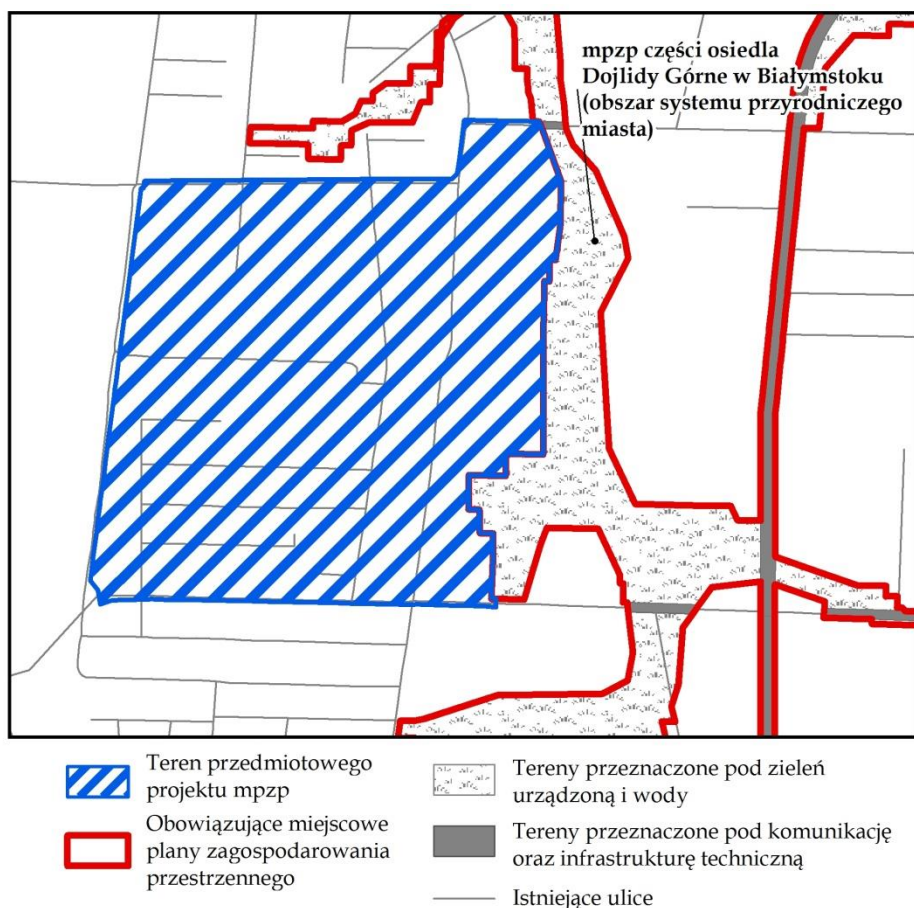 mpzp części osiedla
Dojlidy Górne w Białymstoku
(obszar systemu przyrodniczego
miasta)
Teren przedmiotowego
projektu mpzp
Obowiązujące miejscowe
plany zagospodarowania
przestrzennego
Tereny przeznaczone pod zieleń
urządzoną i wody
Tereny przeznaczone pod komunikację
oraz infrastrukturę techniczną
Istniejące ulice